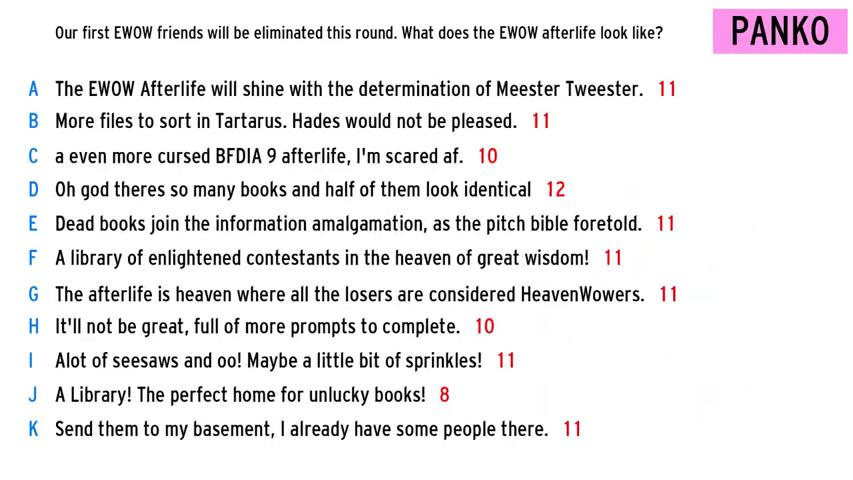 Our first EWOW friends will be eliminated this round. What does the EWOW afterlife look like?
PANKO
A The EWOW Afterlife will shine with the determination of Meester Tweester. 11
B More files to sort in Tartarus. Hades would not be pleased. 11
C a even more cursed BFDIA 9 afterlife, I'm scared af. 10
D Oh god theres so many books and half of them look identical 12
E Dead books join the information amalgamation, as the pitch bible foretold. 11
F A library of enlightened contestants in the heaven of great wisdom! 11
G The afterlife is heaven where all the losers are considered HeavenWowers. 11
H It'll not be great, full of more prompts to complete. 10
I Alot of seesaws and oo! Maybe a little bit of sprinkles! 11
J A Library! The perfect home for unlucky books! 8
K Send them to my basement, I already have some people there. 11